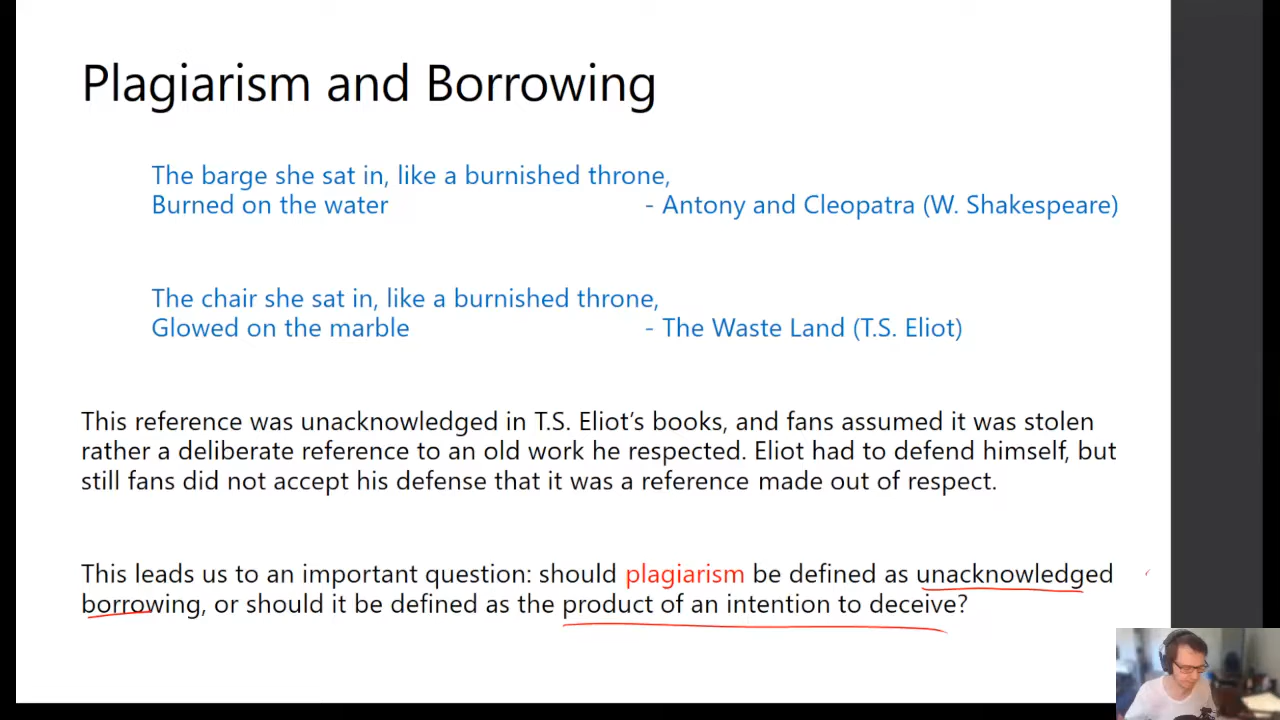 Plagiarism and Borrowing
The barge she sat in, like a burnished throne,
Burned on the water - Antony and Cleopatra (W. Shakespeare)
The chair she sat in, like a burnished throne,
Glowed on the marble - The Waste Land (T.S. Eliot)
This reference was unacknowledged in T.S. Eliot’s books, and fans assumed it was stolen
rather a deliberate reference to an old work he respected. Eliot had to defend himself, but
still fans did not accept his defense that it was a reference made out of respect.
This leads us to an important question: should plagiarism be defined as unacknowledged
borrowing, or should it be defined as the product of an intention to deceive?